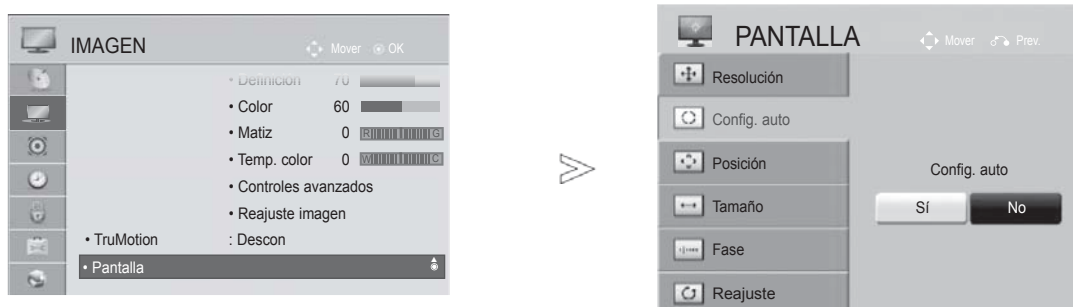 IMAGEN
Mover OK
• Definición 70
• Color 60
• Matiz 0 R G
• Temp. color 0 W C
• Controles avanzados
• Reajuste imagen
• TruMotion : Descon
• Pantalla
PANTALLA
Mover Prev.
Resolución
Config. auto
Posición
Tamaño
Fase
Reajuste
Config. auto
Sí No